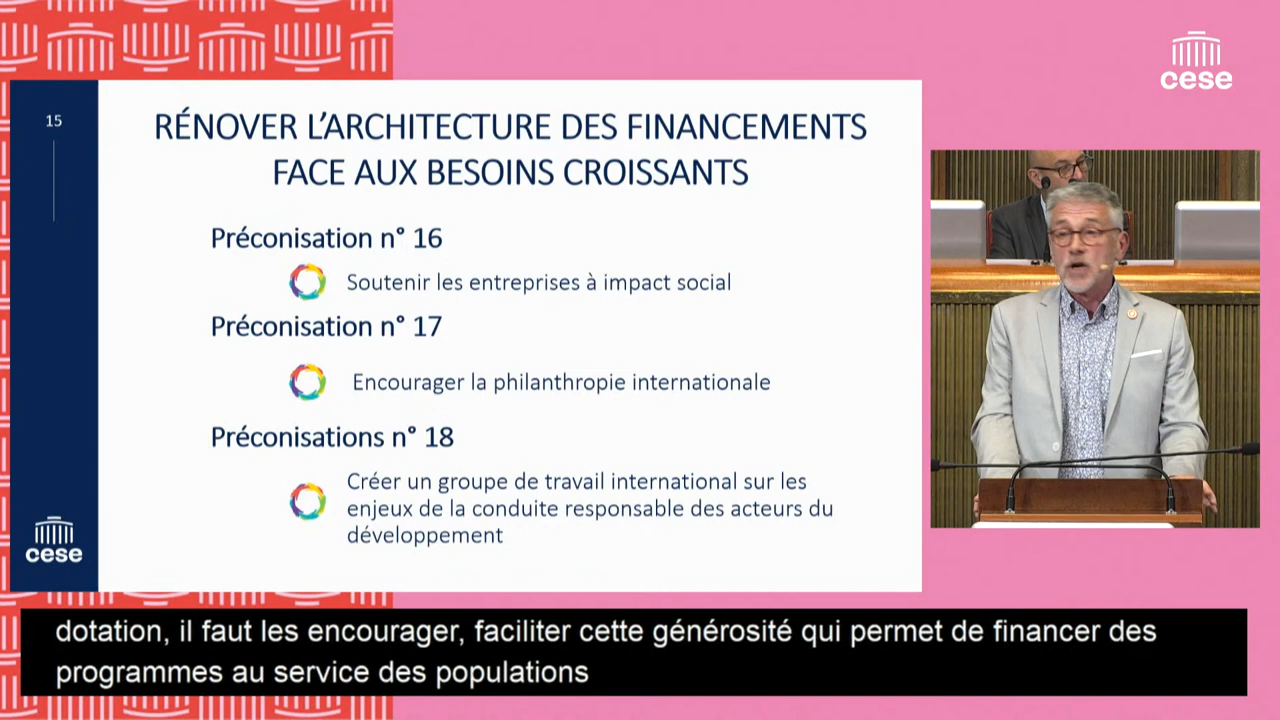 15
RÉNOVER L'ARCHITECTURE DES FINANCEMENTS
FACE AUX BESOINS CROISSANTS
Préconisation n° 16
Soutenir les entreprises à impact social
Préconisation n° 17
Encourager la philanthropie internationale
Préconisations n° 18
Créer un groupe de travail international sur les
enjeux de la conduite responsable des acteurs du
développement
cese
cese
dotation, il faut les encourager, faciliter cette générosité qui permet de financer des
programmes au service des populations